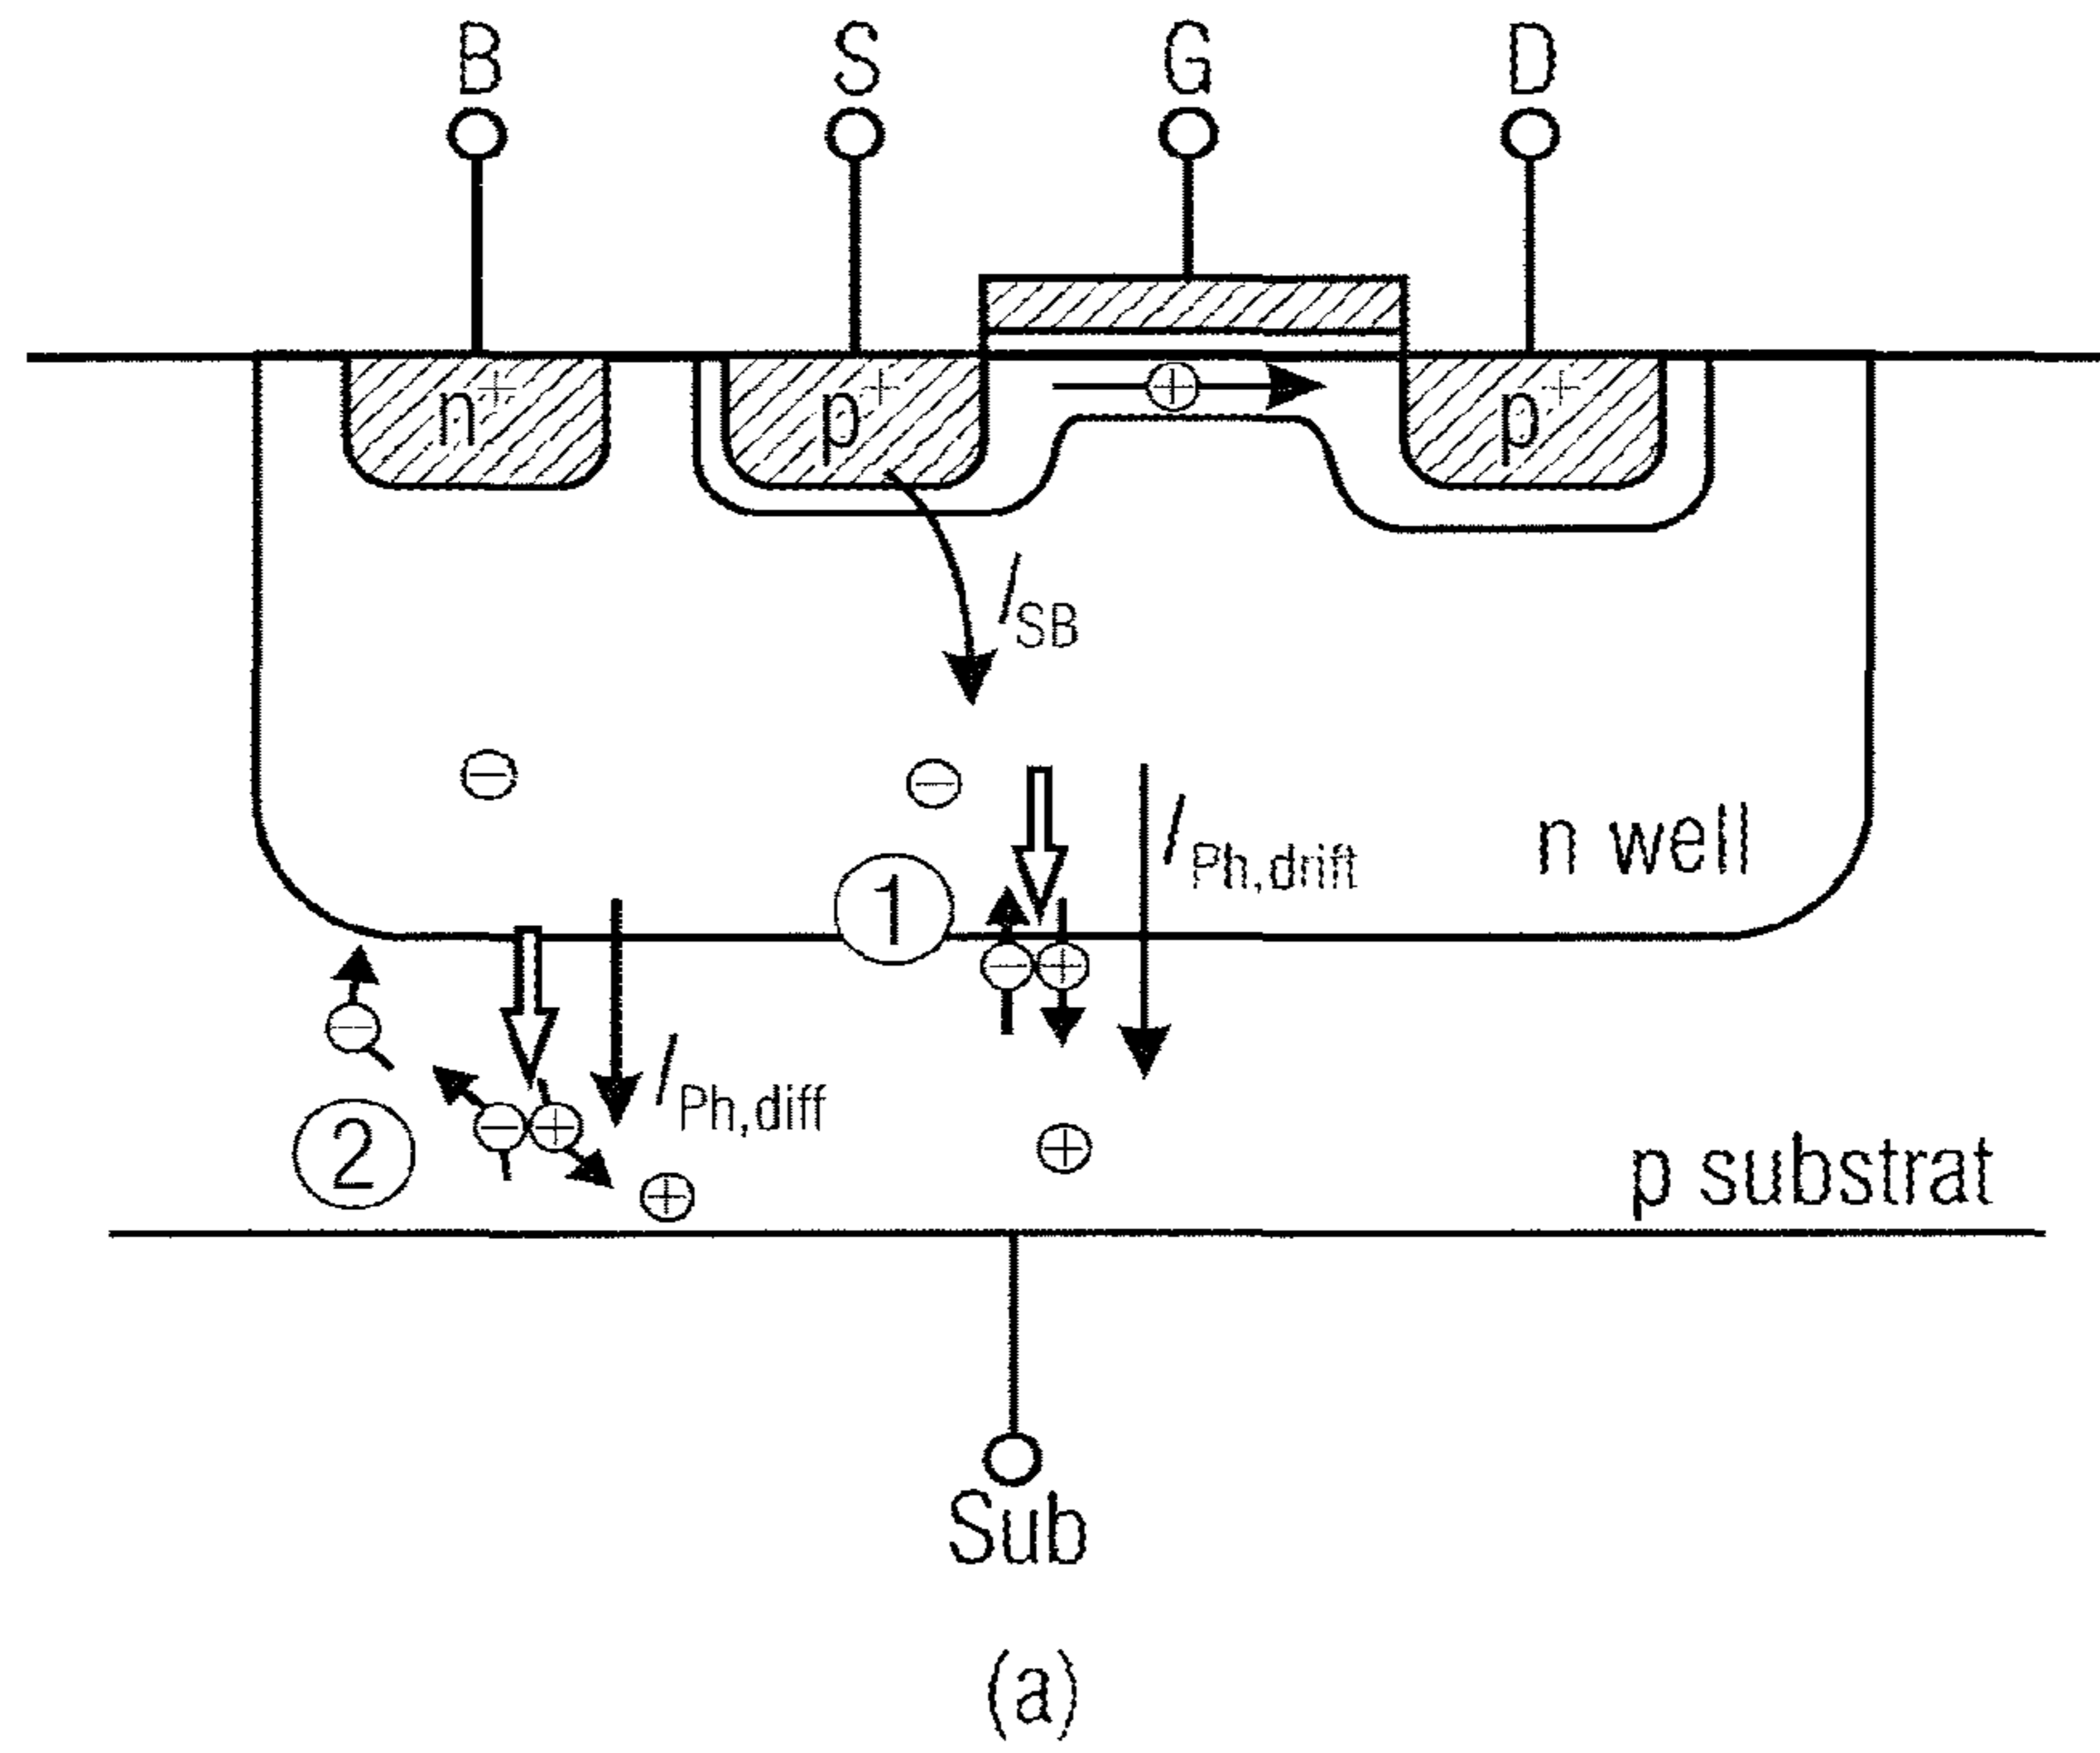 B S G D
n+ p+ p+
I_SB
I_Ph,drift
n well
1
I_Ph,diff
2
p substrat
Sub
(a)